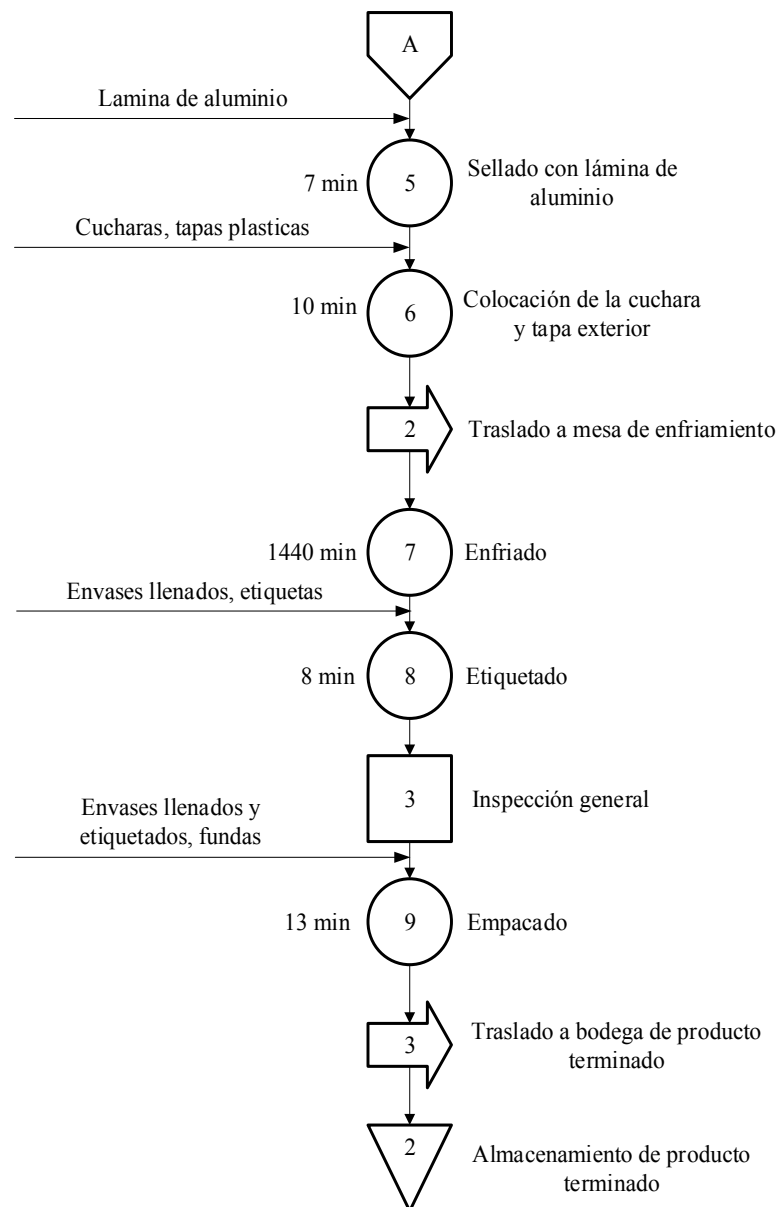 A
Lamina de aluminio
7 min
5
Sellado con lámina de
aluminio
Cucharas, tapas plasticas
10 min
6
Colocación de la cuchara
y tapa exterior
2
Traslado a mesa de enfriamiento
1440 min
7
Enfriado
Envases llenados, etiquetas
8 min
8
Etiquetado
3
Inspección general
Envases llenados y
etiquetados, fundas
13 min
9
Empacado
3
Traslado a bodega de producto
terminado
2
Almacenamiento de producto
terminado